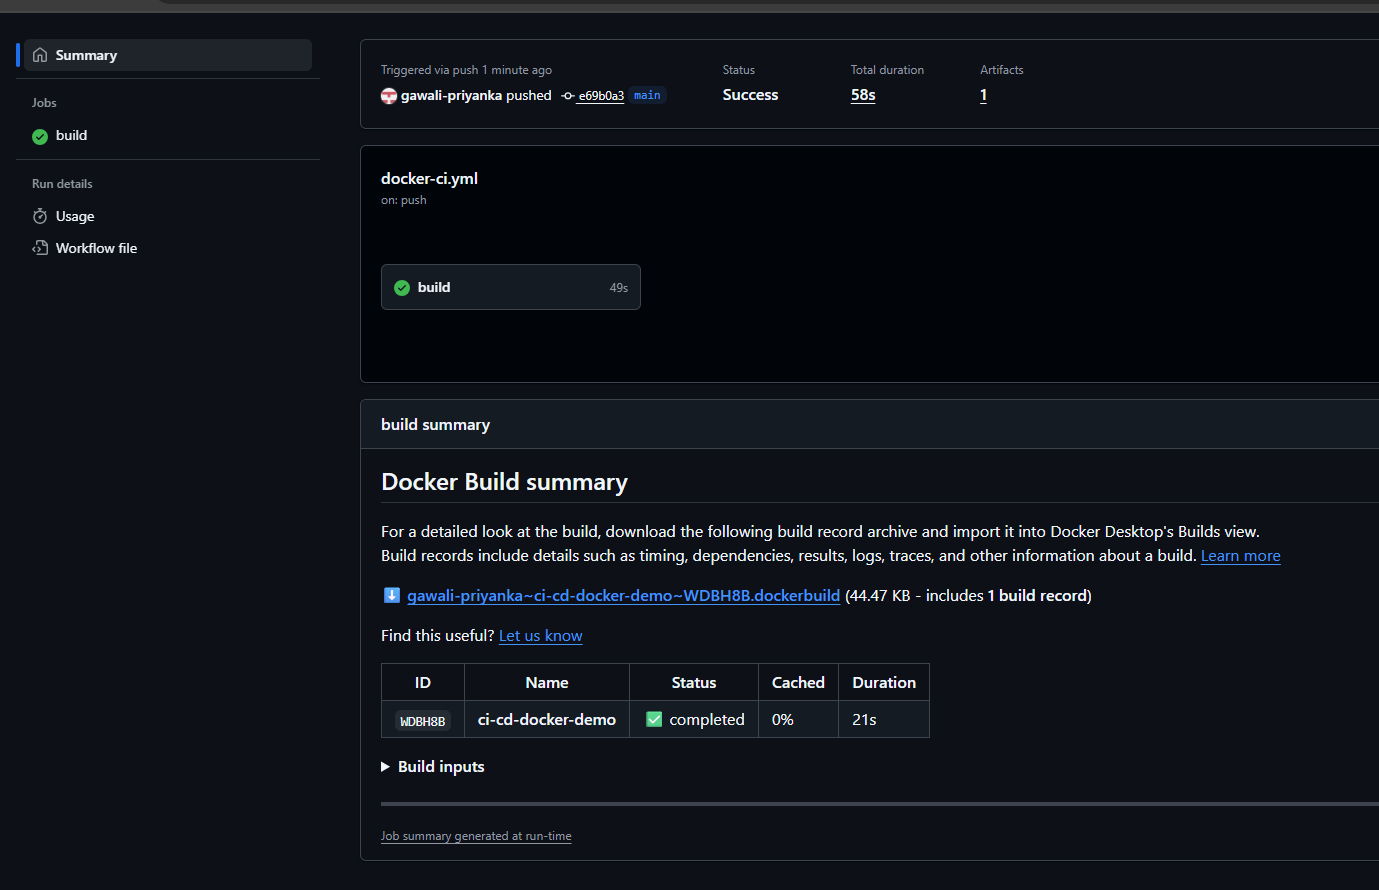 Summary
Jobs
build
Run details
Usage
Workflow file
Triggered via push 1 minute ago
gawali-priyanka pushed e69b0a3 main
Status
Success
Total duration
58s
Artifacts
1
docker-ci.yml
on: push
build 49s
build summary
Docker Build summary
For a detailed look at the build, download the following build record archive and import it into Docker Desktop's Builds view.
Build records include details such as timing, dependencies, results, logs, traces, and other information about a build. Learn more
gawali-priyanka~ci-cd-docker-demo~WDBH8B.dockerbuild (44.47 KB - includes 1 build record)
Find this useful? Let us know
ID Name Status Cached Duration
WDBH8B ci-cd-docker-demo completed 0% 21s
Build inputs
Job summary generated at run-time